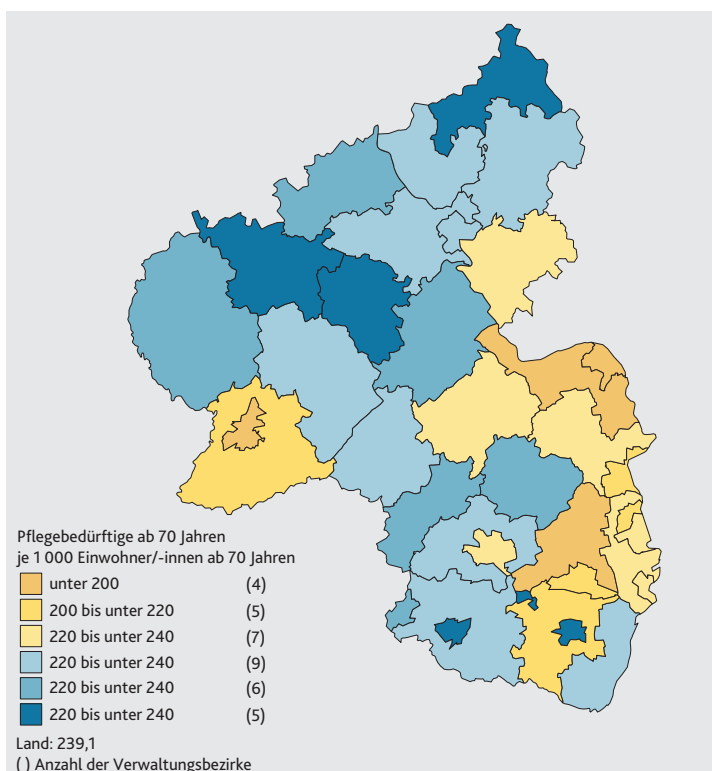 Pflegebedürftige ab 70 Jahren
je 1 000 Einwohner/-innen ab 70 Jahren
unter 200 (4)
200 bis unter 220 (5)
220 bis unter 240 (7)
220 bis unter 240 (9)
220 bis unter 240 (6)
220 bis unter 240 (5)
Land: 239,1
( ) Anzahl der Verwaltungsbezirke